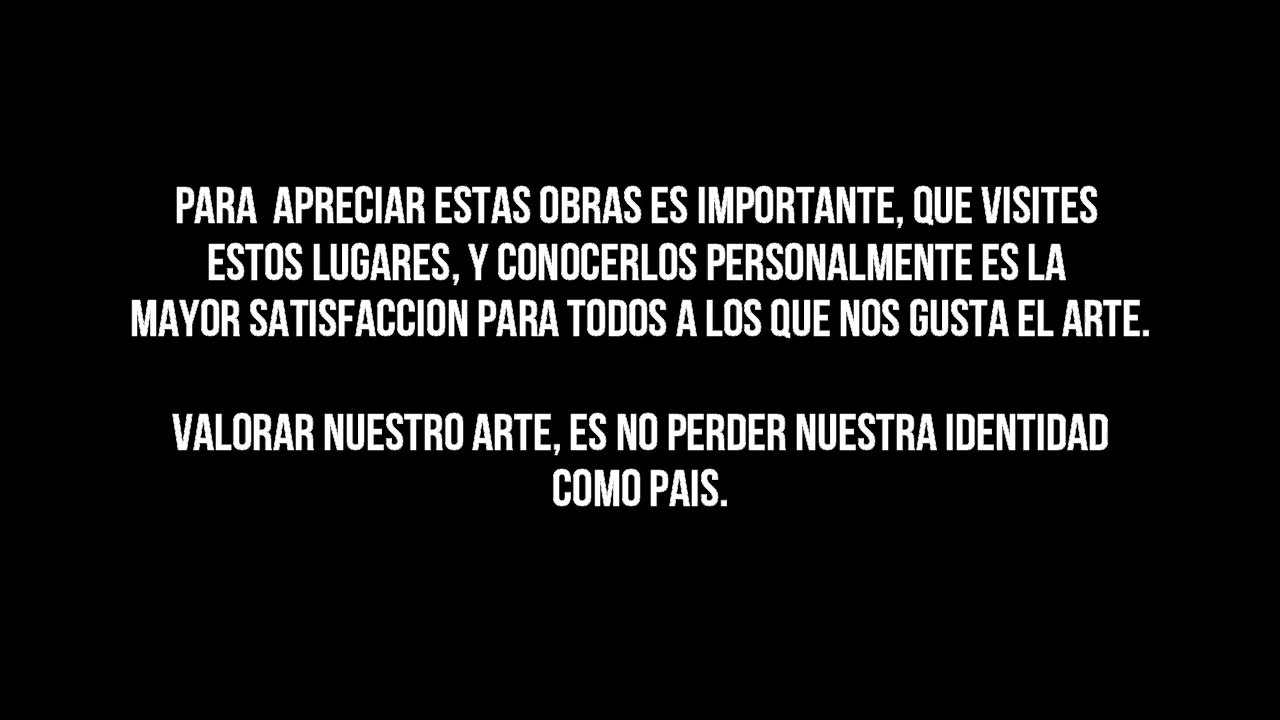 PARA  APRECIAR ESTAS OBRAS ES IMPORTANTE, QUE VISITES
ESTOS LUGARES, Y CONOCERLOS PERSONALMENTE ES LA
MAYOR SATISFACCION PARA TODOS A LOS QUE NOS GUSTA EL ARTE.
VALORAR NUESTRO ARTE, ES NO PERDER NUESTRA IDENTIDAD
COMO PAIS.